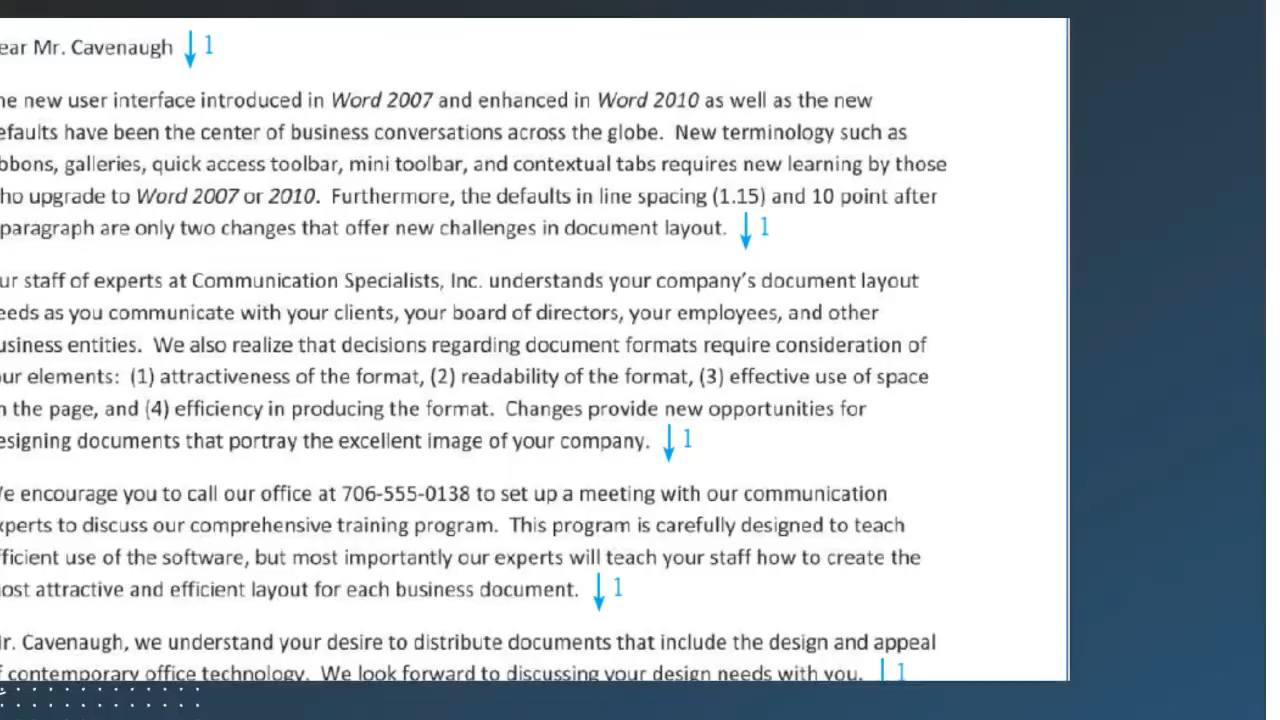 ear Mr. Cavenaugh ↓ 1
he new user interface introduced in Word 2007 and enhanced in Word 2010 as well as the new
efaults have been the center of business conversations across the globe. New terminology such as
bbons, galleries, quick access toolbar, mini toolbar, and contextual tabs requires new learning by those
ho upgrade to Word 2007 or 2010. Furthermore, the defaults in line spacing (1.15) and 10 point after
paragraph are only two changes that offer new challenges in document layout. ↓ 1
ur staff of experts at Communication Specialists, Inc. understands your company's document layout
eeds as you communicate with your clients, your board of directors, your employees, and other
usiness entities. We also realize that decisions regarding document formats require consideration of
ur elements: (1) attractiveness of the format, (2) readability of the format, (3) effective use of space
n the page, and (4) efficiency in producing the format. Changes provide new opportunities for
esigning documents that portray the excellent image of your company. ↓ 1
e encourage you to call our office at 706-555-0138 to set up a meeting with our communication
xperts to discuss our comprehensive training program. This program is carefully designed to teach
fficient use of the software, but most importantly our experts will teach your staff how to create the
ost attractive and efficient layout for each business document. ↓ 1
r. Cavenaugh, we understand your desire to distribute documents that include the design and appeal
f contemporary office technology. We look forward to discussing your design needs with you. 1